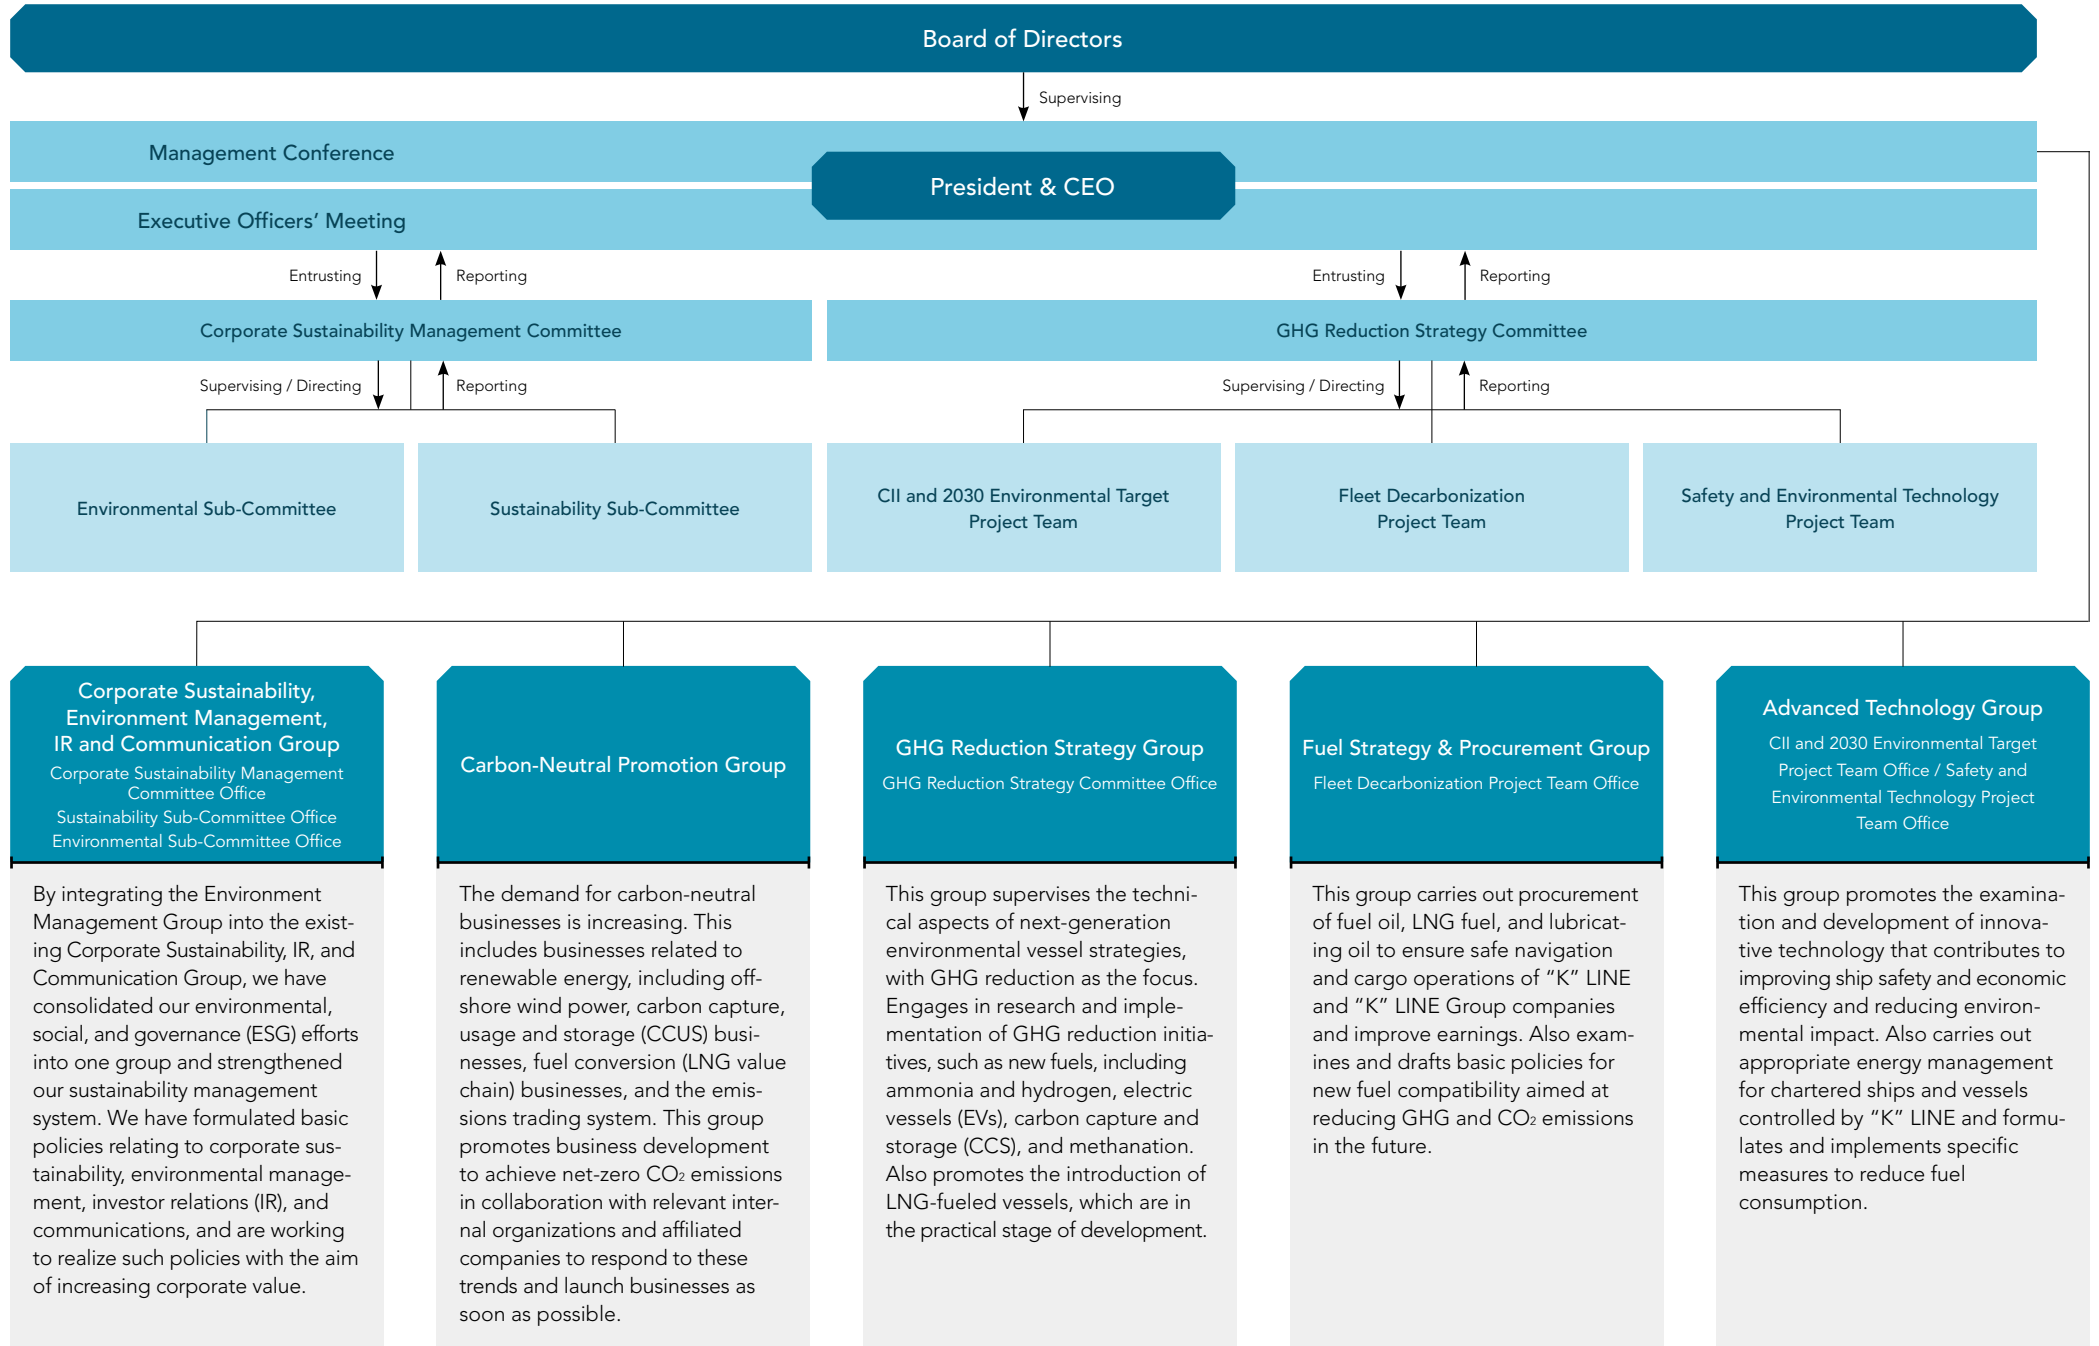 Board of Directors
Supervising
Management Conference
President & CEO
Executive Officers’ Meeting
Entrusting
Reporting
Entrusting
Reporting
Corporate Sustainability Management Committee
GHG Reduction Strategy Committee
Supervising / Directing
Reporting
Supervising / Directing
Reporting
Environmental Sub-Committee
Sustainability Sub-Committee
CII and 2030 Environmental Target
Project Team
Fleet Decarbonization
Project Team
Safety and Environmental Technology
Project Team
Corporate Sustainability,
Environment Management,
IR and Communication Group
Corporate Sustainability Management
Committee Office
Sustainability Sub-Committee Office
Environmental Sub-Committee Office
By integrating the Environment
Management Group into the exist-
ing Corporate Sustainability, IR, and
Communication Group, we have
consolidated our environmental,
social, and governance (ESG) efforts
into one group and strengthened
our sustainability management
system. We have formulated basic
policies relating to corporate sus-
tainability, environmental manage-
ment, investor relations (IR), and
communications, and are working
to realize such policies with the aim
of increasing corporate value.
Carbon-Neutral Promotion Group
The demand for carbon-neutral
businesses is increasing. This
includes businesses related to
renewable energy, including off-
shore wind power, carbon capture,
usage and storage (CCUS) busi-
nesses, fuel conversion (LNG value
chain) businesses, and the emis-
sions trading system. This group
promotes business development
to achieve net-zero CO₂ emissions
in collaboration with relevant inter-
nal organizations and affiliated
companies to respond to these
trends and launch businesses as
soon as possible.
GHG Reduction Strategy Group
GHG Reduction Strategy Committee Office
This group supervises the techni-
cal aspects of next-generation
environmental vessel strategies,
with GHG reduction as the focus.
Engages in research and imple-
mentation of GHG reduction initia-
tives, such as new fuels, including
ammonia and hydrogen, electric
vessels (EVs), carbon capture and
storage (CCS), and methanation.
Also promotes the introduction of
LNG-fueled vessels, which are in
the practical stage of development.
Fuel Strategy & Procurement Group
Fleet Decarbonization Project Team Office
This group carries out procurement
of fuel oil, LNG fuel, and lubricat-
ing oil to ensure safe navigation
and cargo operations of “K” LINE
and “K” LINE Group companies
and improve earnings. Also exam-
ines and drafts basic policies for
new fuel compatibility aimed at
reducing GHG and CO₂ emissions
in the future.
Advanced Technology Group
CII and 2030 Environmental Target
Project Team Office / Safety and
Environmental Technology Project
Team Office
This group promotes the examina-
tion and development of innova-
tive technology that contributes to
improving ship safety and economic
efficiency and reducing environ-
mental impact. Also carries out
appropriate energy management
for chartered ships and vessels
controlled by “K” LINE and formu-
lates and implements specific
measures to reduce fuel
consumption.